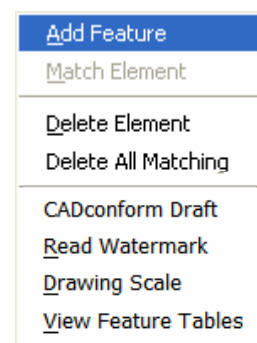 Add Feature
Match Element
Delete Element
Delete All Matching
CADconform Draft
Read Watermark
Drawing Scale
View Feature Tables